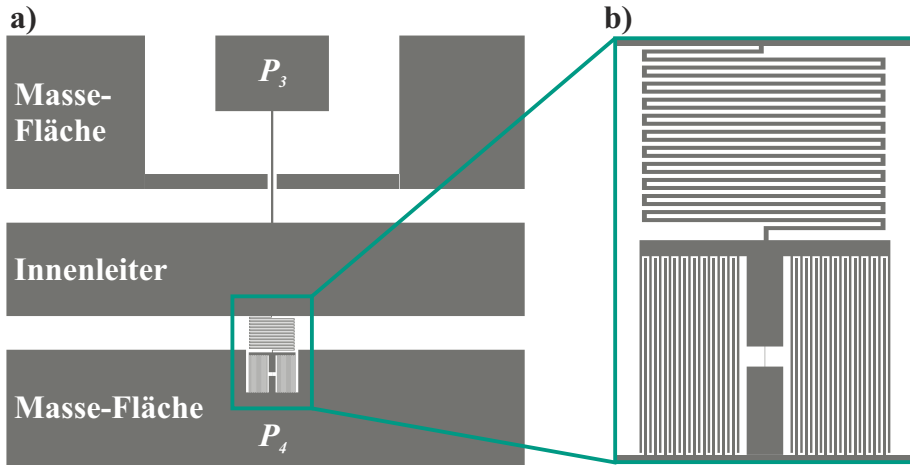 a)
b)
P₃
Masse-
Fläche
Innenleiter
Masse-Fläche
P₄